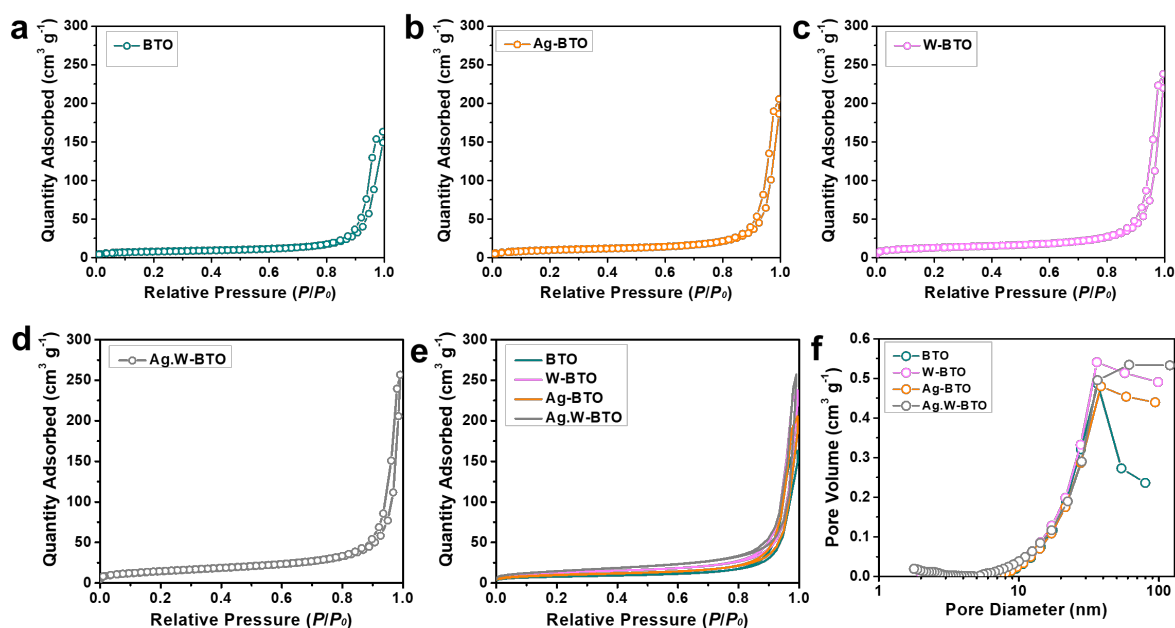 a
BTO
Quantity Adsorbed (cm³ g⁻¹)
300
250
200
150
100
50
0
0.0 0.2 0.4 0.6 0.8 1.0
Relative Pressure (P/P₀)
b
Ag-BTO
Quantity Adsorbed (cm³ g⁻¹)
300
250
200
150
100
50
0
0.0 0.2 0.4 0.6 0.8 1.0
Relative Pressure (P/P₀)
c
W-BTO
Quantity Adsorbed (cm³ g⁻¹)
300
250
200
150
100
50
0
0.0 0.2 0.4 0.6 0.8 1.0
Relative Pressure (P/P₀)
d
Ag.W-BTO
Quantity Adsorbed (cm³ g⁻¹)
300
250
200
150
100
50
0
0.0 0.2 0.4 0.6 0.8 1.0
Relative Pressure (P/P₀)
e
BTO
W-BTO
Ag-BTO
Ag.W-BTO
Quantity Adsorbed (cm³ g⁻¹)
300
250
200
150
100
50
0
0.0 0.2 0.4 0.6 0.8 1.0
Relative Pressure (P/P₀)
f
BTO
W-BTO
Ag-BTO
Ag.W-BTO
Pore Volume (cm³ g⁻¹)
0.6
0.5
0.4
0.3
0.2
0.1
0.0
1 10 100
Pore Diameter (nm)